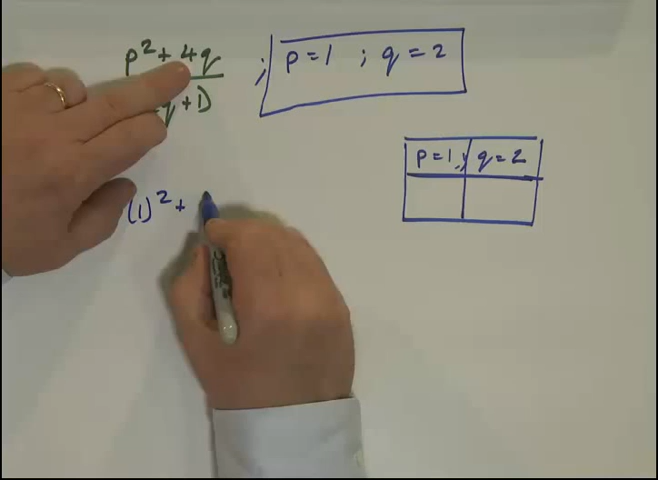 p² + 4q ; p=1 ; q=2
q+1)
p=1, q=2
(1)² +